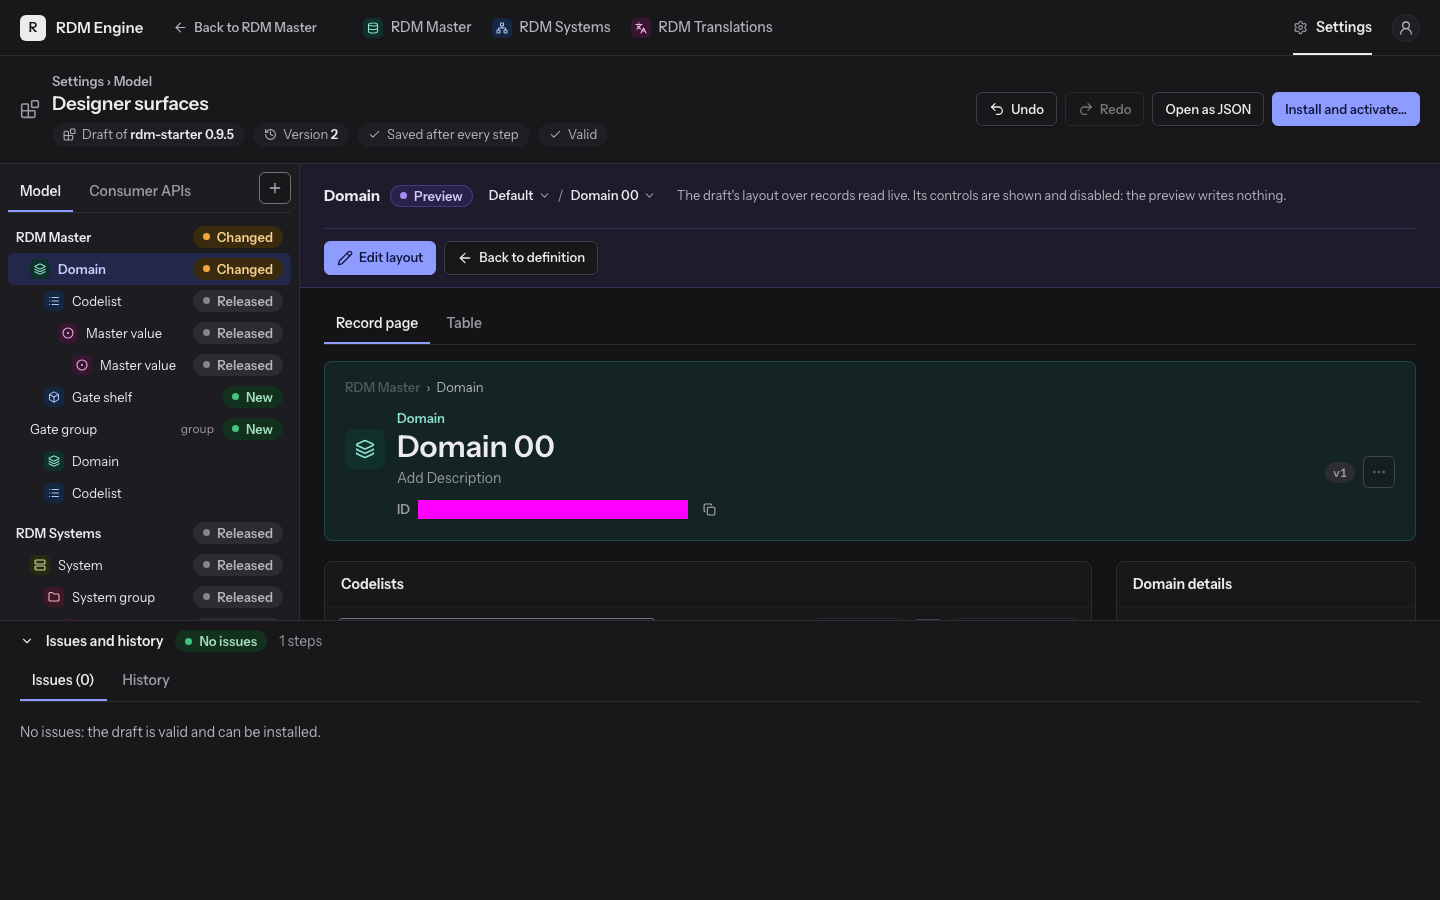 R RDM Engine Back to RDM Master RDM Master RDM Systems RDM Translations Settings
Settings › Model
Designer surfaces
Draft of rdm-starter 0.9.5 Version 2 Saved after every step Valid
Undo Redo Open as JSON Install and activate...
Model Consumer APIs
RDM Master Changed
Domain Changed
Codelist Released
Master value Released
Master value Released
Gate shelf New
Gate group group New
Domain
Codelist
RDM Systems Released
System Released
System group Released
Domain Preview Default / Domain 00 The draft's layout over records read live. Its controls are shown and disabled: the preview writes nothing.
Edit layout Back to definition
Record page Table
RDM Master › Domain
Domain
Domain 00
Add Description
ID
v1
Codelists
Domain details
Issues and history No issues 1 steps
Issues (0) History
No issues: the draft is valid and can be installed.